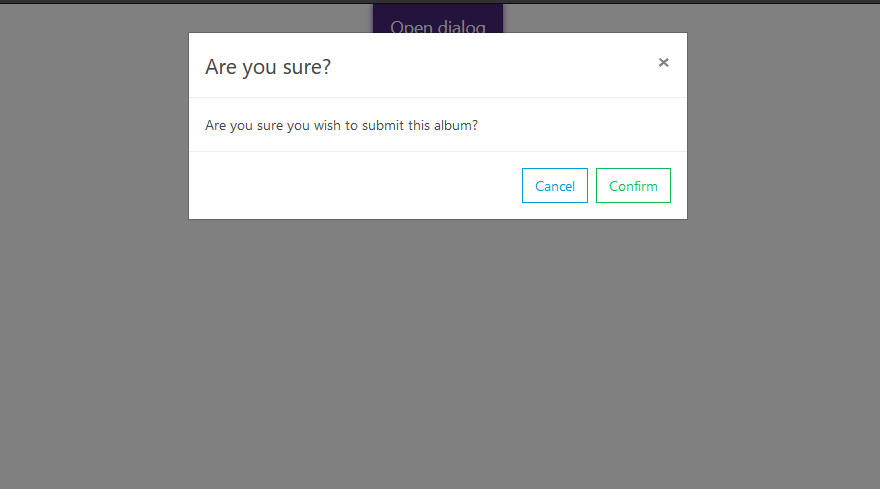 Open dialog
Are you sure?
×
Are you sure you wish to submit this album?
Cancel
Confirm